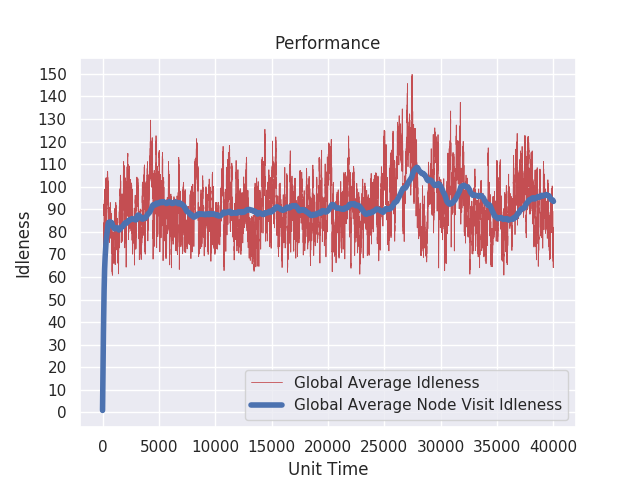 Performance
150
140
130
120
110
100
90
80
70
60
50
40
30
20
10
0
Idleness
Global Average Idleness
Global Average Node Visit Idleness
0 5000 10000 15000 20000 25000 30000 35000 40000
Unit Time